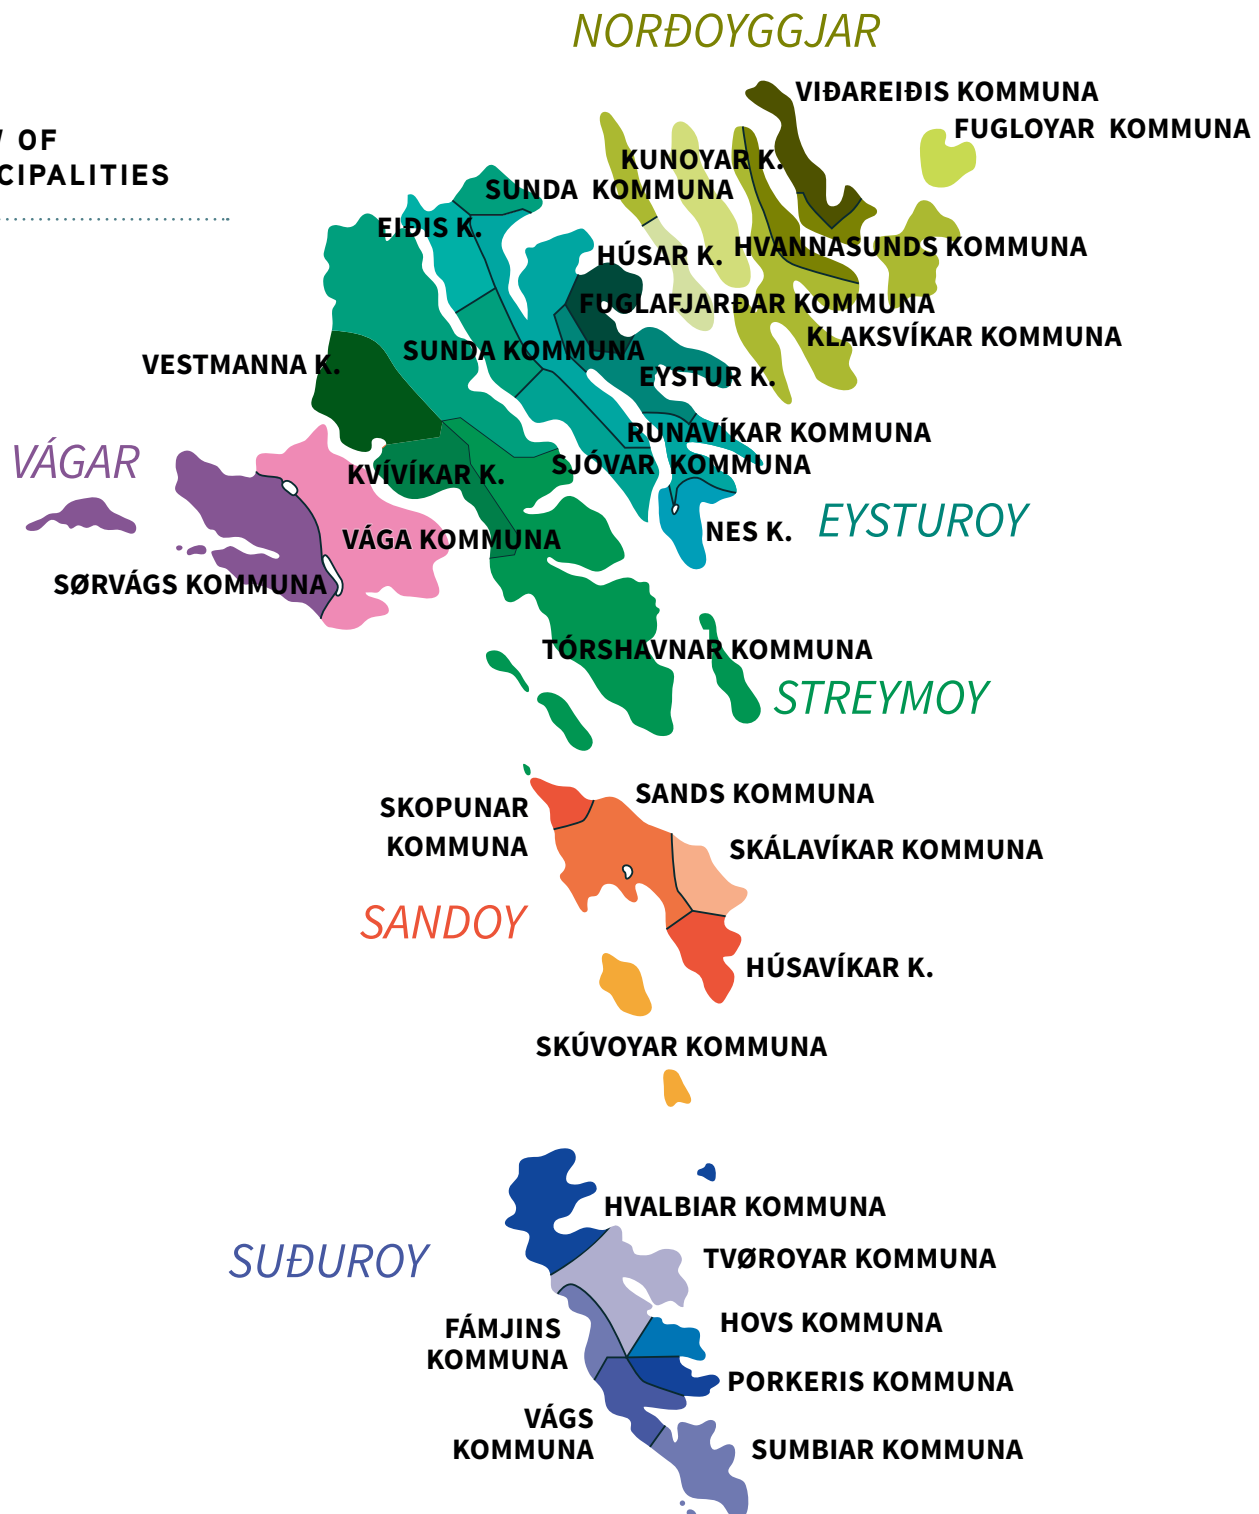 NORÐOYGGJAR
VIÐAREIÐIS KOMMUNA
FUGLOYAR KOMMUNA
OF
CIPALITIES
KUNOYAR K.
SUNDA KOMMUNA
EIÐIS K.
HÚSAR K.
HVANNASUNDS KOMMUNA
FUGLAFJARÐAR KOMMUNA
KLAKSVÍKAR KOMMUNA
SUNDA KOMMUNA
VESTMANNA K.
EYSTUR K.
RUNAVÍKAR KOMMUNA
VÁGAR
SJÓVAR KOMMUNA
KVÍVÍKAR K.
EYSTUROY
NES K.
VÁGA KOMMUNA
SØRVÁGS KOMMUNA
TÓRSHAVNAR KOMMUNA
STREYMOY
SANDS KOMMUNA
SKOPUNAR
KOMMUNA
SKÁLAVÍKAR KOMMUNA
SANDOY
HÚSAVÍKAR K.
SKÚVOYAR KOMMUNA
HVALBIAR KOMMUNA
TVØROYAR KOMMUNA
SUÐUROY
HOVS KOMMUNA
FÁMJINS
KOMMUNA
PORKERIS KOMMUNA
VÁGS
KOMMUNA
SUMBIAR KOMMUNA